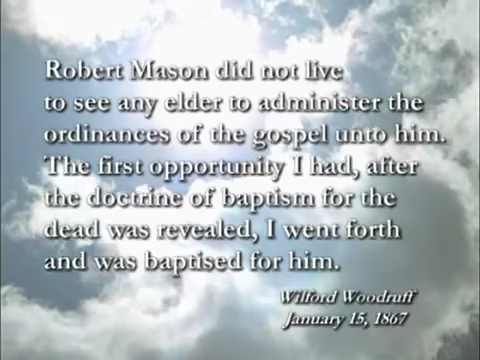 Robert Mason did not live
to see any elder to administer the
ordinances of the gospel unto him.
The first opportunity I had, after
the doctrine of baptism for the
dead was revealed, I went forth
and was baptised for him.
Wilford Woodruff
January 15, 1867